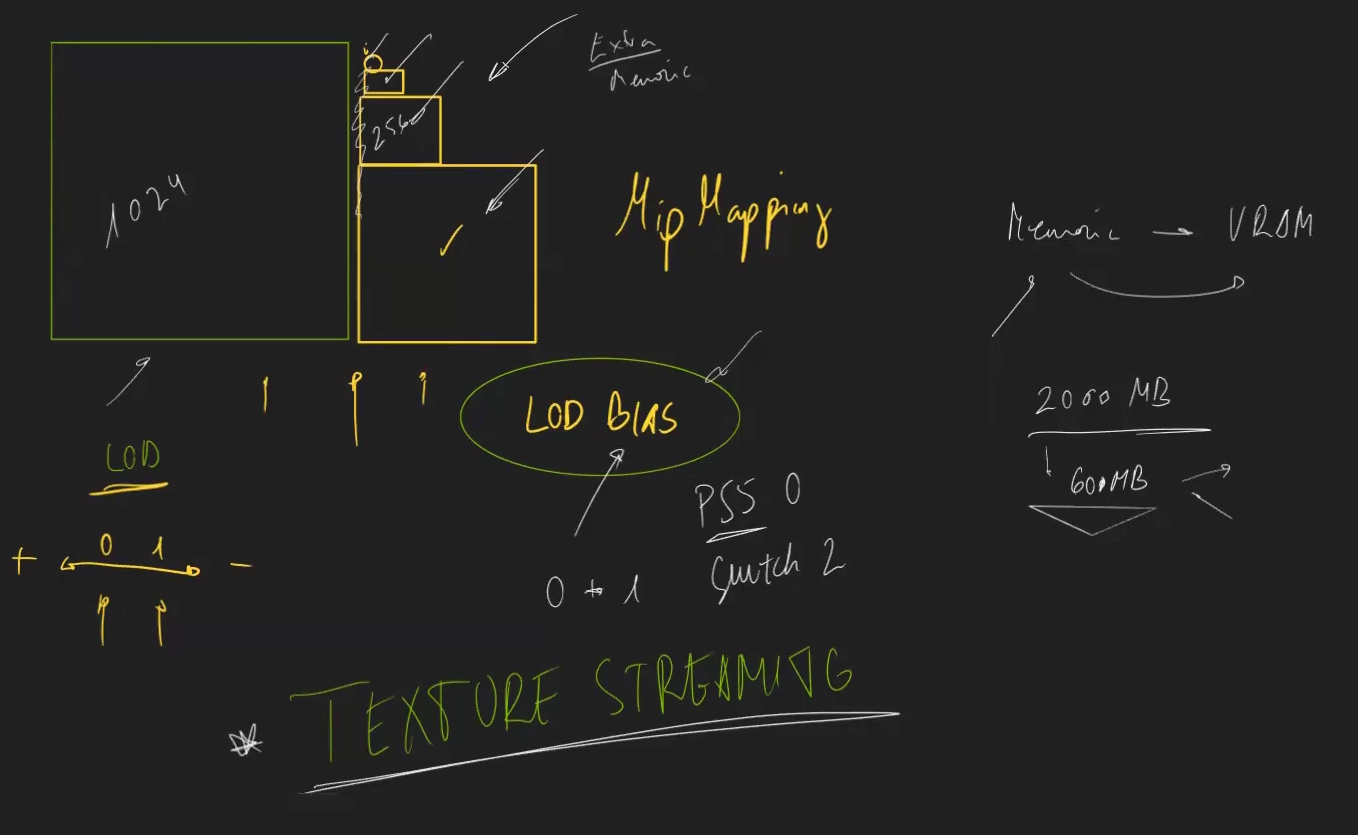 1024
256
Extra
Memoric
Mip Mapping
Memoric → VRAM
LOD BIAS
LOD
+ 0 1 -
0 + 1
PS5 0
Switch 2
2000 MB
600MB
* TEXTURE STREAMING